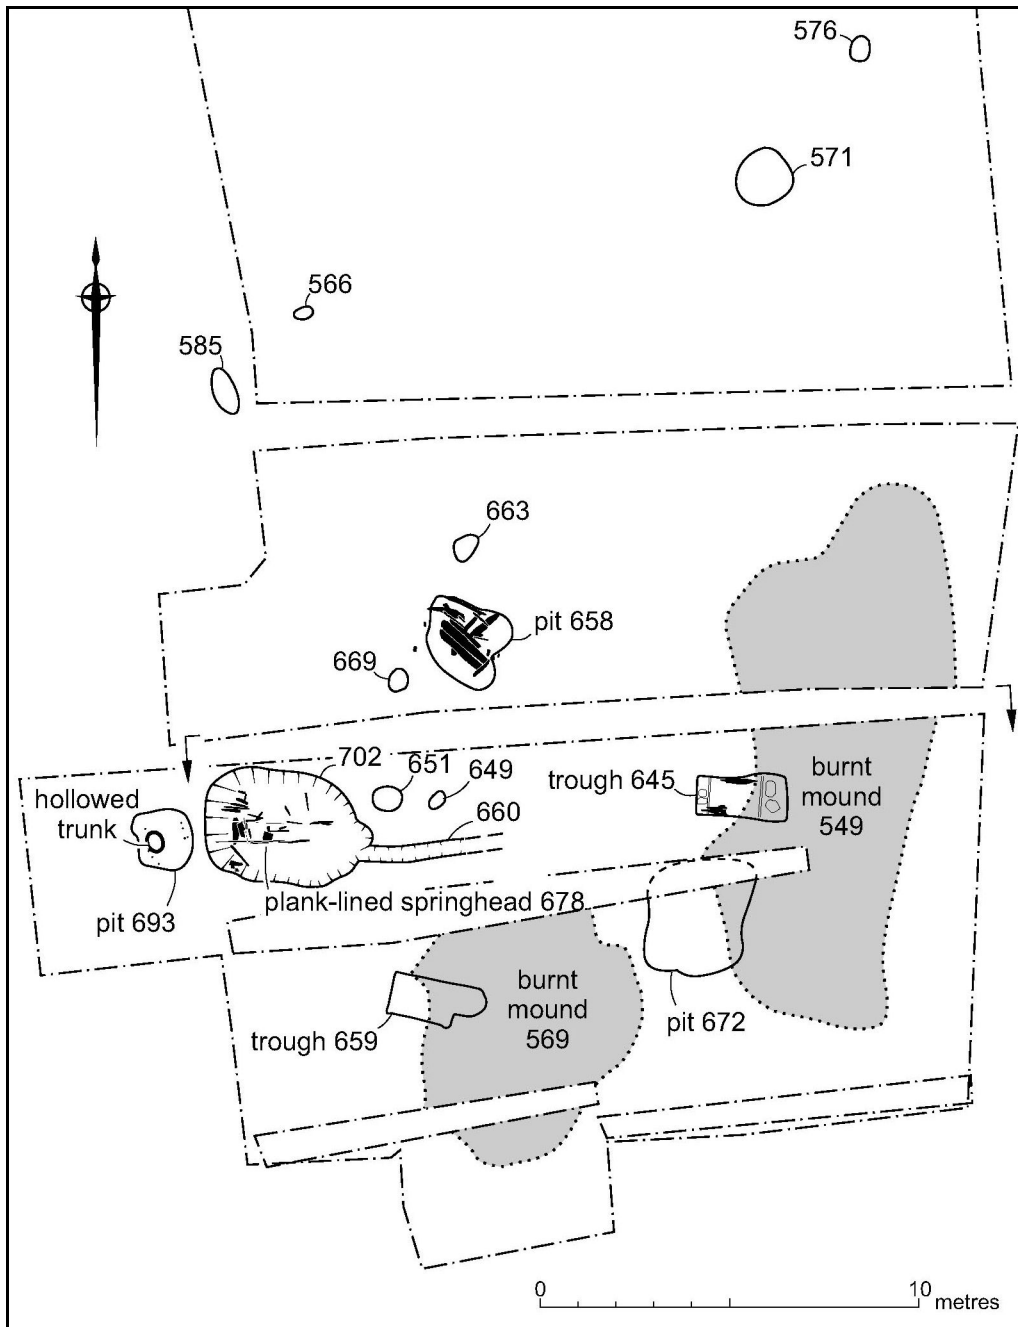 576
571
566
585
663
pit 658
669
702
651
649
660
hollowed
trunk
pit 693
plank-lined springhead 678
trough 645
burnt
mound
549
trough 659
burnt
mound
569
pit 672
0
10
metres